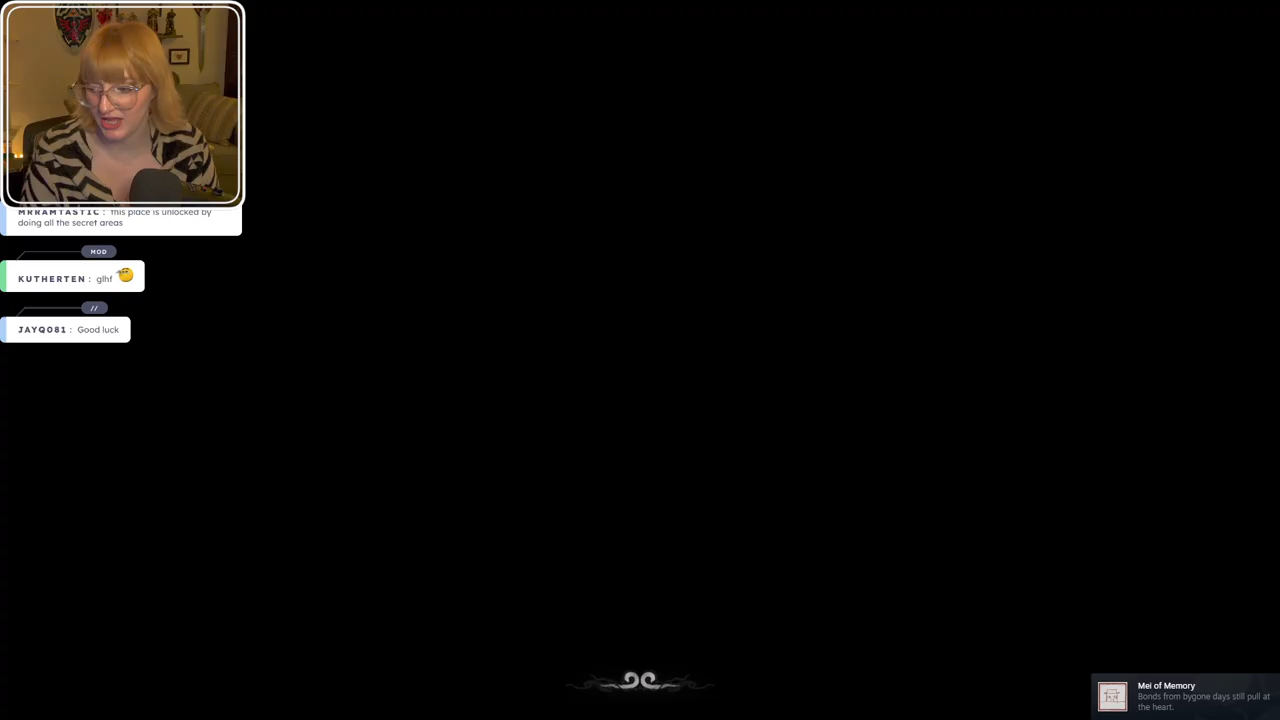 MRRAMTASTIC : this place is unlocked by
doing all the secret areas
MOD
KUTHERTEN : glhf
//
JAYQ081 : Good luck
Mei of Memory
Bonds from bygone days still pull at
the heart.